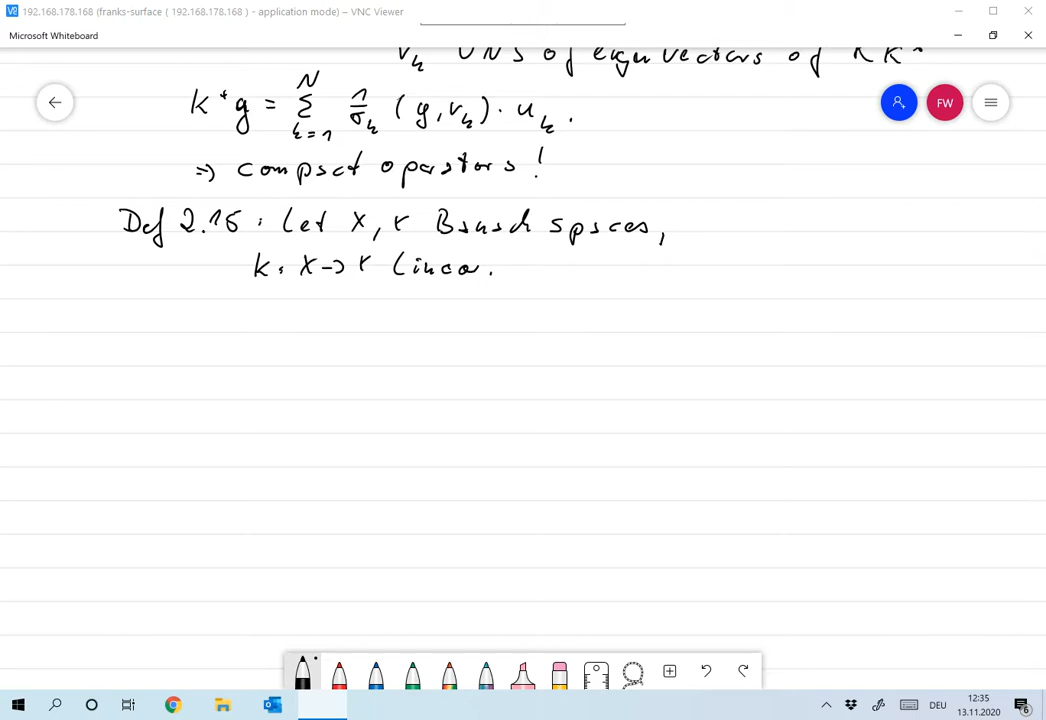 192.168.178.168 (franks-surface ( 192.168.178.168 ) - application mode) – VNC Viewer
Microsoft Whiteboard
v_k ONS of eigenvectors of K K*
K^+ g = Σ_{k=1}^{N} 1/σ_k (g, v_k) · u_k.
FW
=> compact operators!
Def 2.16: Let X, Y Banach spaces,
K: X -> Y linear.
12:35
DEU
13.11.2020
6